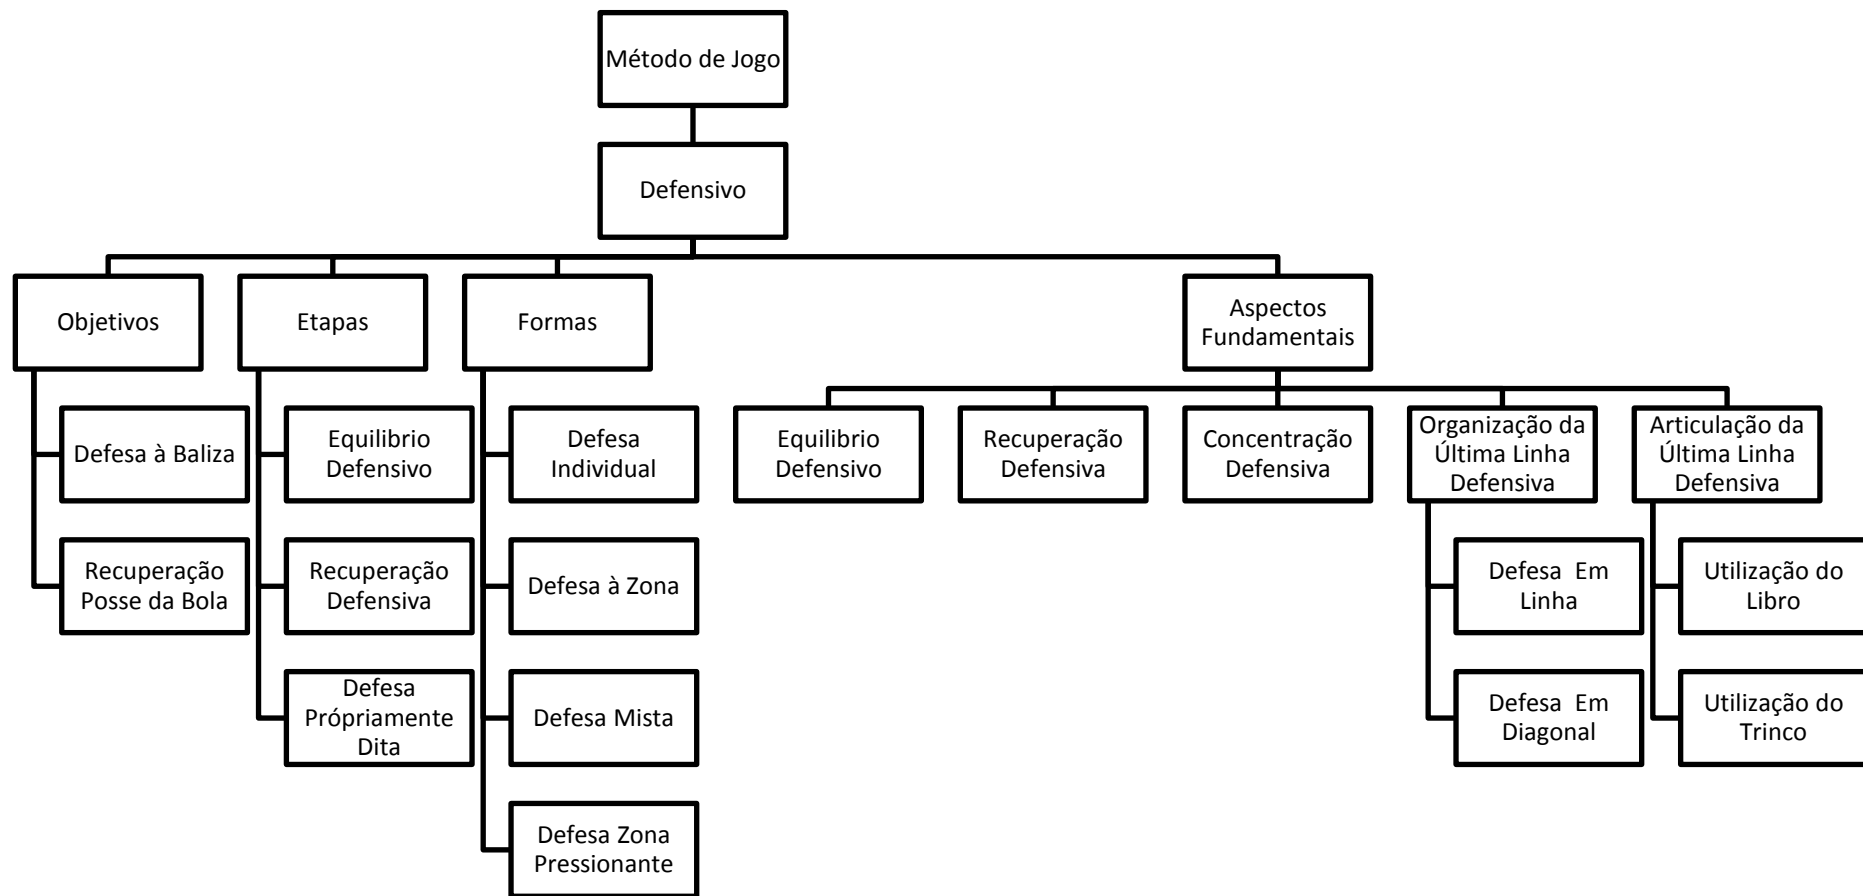 Método de Jogo
Defensivo
Objetivos
Defesa à Baliza
Recuperação
Posse da Bola
Etapas
Equilibrio
Defensivo
Recuperação
Defensiva
Defesa
Própriamente
Dita
Formas
Defesa
Individual
Defesa à Zona
Defesa Mista
Defesa Zona
Pressionante
Aspectos
Fundamentais
Equilibrio
Defensivo
Recuperação
Defensiva
Concentração
Defensiva
Organização da
Última Linha
Defensiva
Defesa Em
Linha
Defesa Em
Diagonal
Articulação da
Última Linha
Defensiva
Utilização do
Libro
Utilização do
Trinco